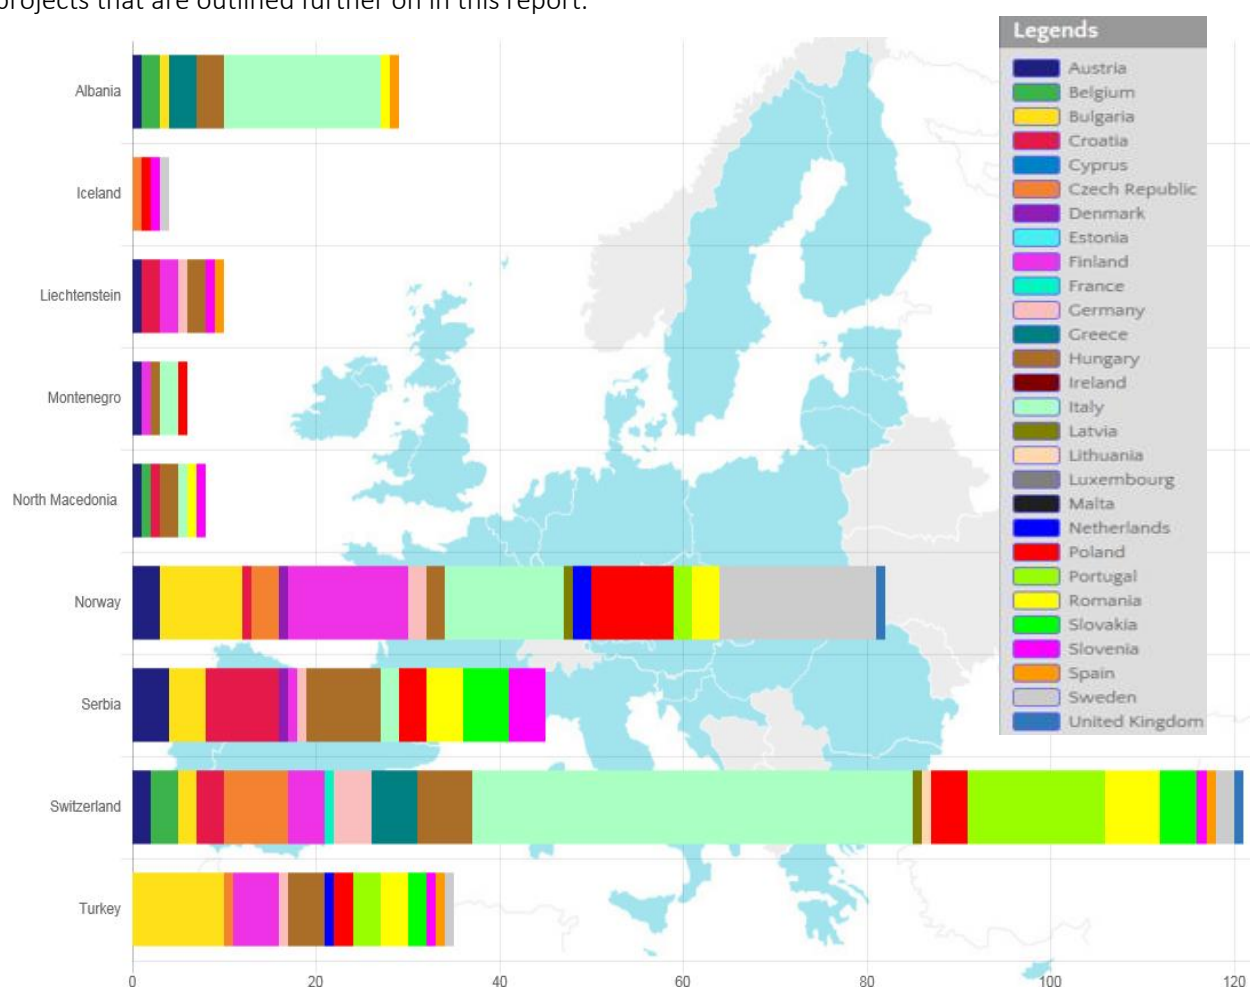 projects that are outlined further on in this report.
Legends
Austria
Belgium
Bulgaria
Croatia
Cyprus
Czech Republic
Denmark
Estonia
Finland
France
Germany
Greece
Hungary
Ireland
Italy
Latvia
Lithuania
Luxembourg
Malta
Netherlands
Poland
Portugal
Romania
Slovakia
Slovenia
Spain
Sweden
United Kingdom
Albania
Iceland
Liechtenstein
Montenegro
North Macedonia
Norway
Serbia
Switzerland
Turkey
0 20 40 60 80 100 120